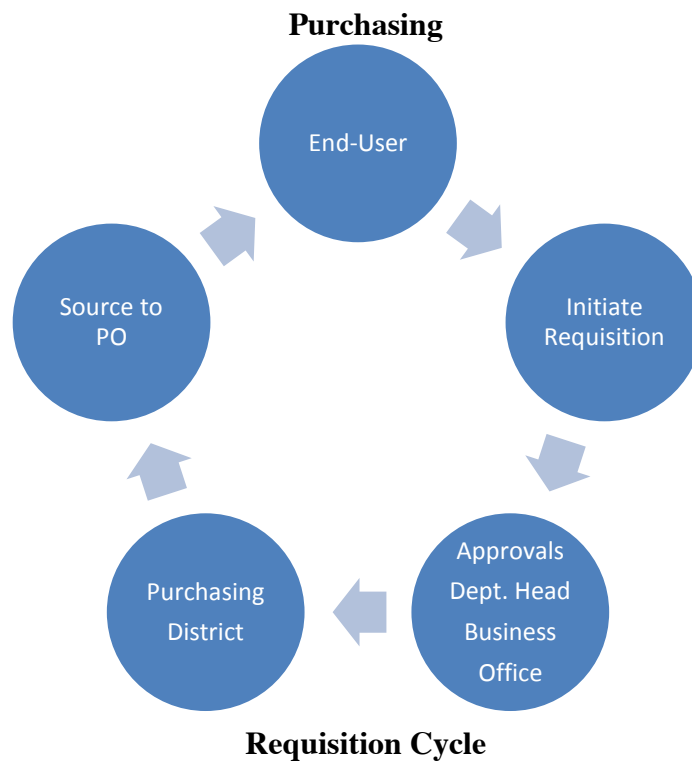 Purchasing
End-User
Initiate
Requisition
Approvals
Dept. Head
Business
Office
Purchasing
District
Source to
PO
Requisition Cycle